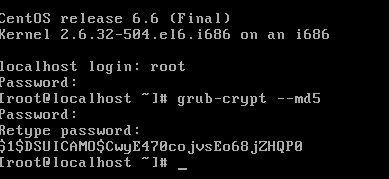 CentOS release 6.6 (Final)
Kernel 2.6.32-504.el6.i686 on an i686
localhost login: root
Password:
[root@localhost ~]# grub-crypt --md5
Password:
Retype password:
$1$DSUICAMO$CwyE470cojvsEo68jZHQP0
[root@localhost ~]# _